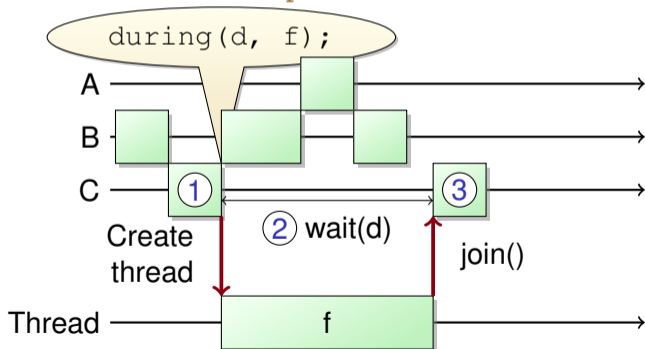 during(d, f);
A
B
C
1
3
2 wait(d)
Create
thread
join()
Thread
f